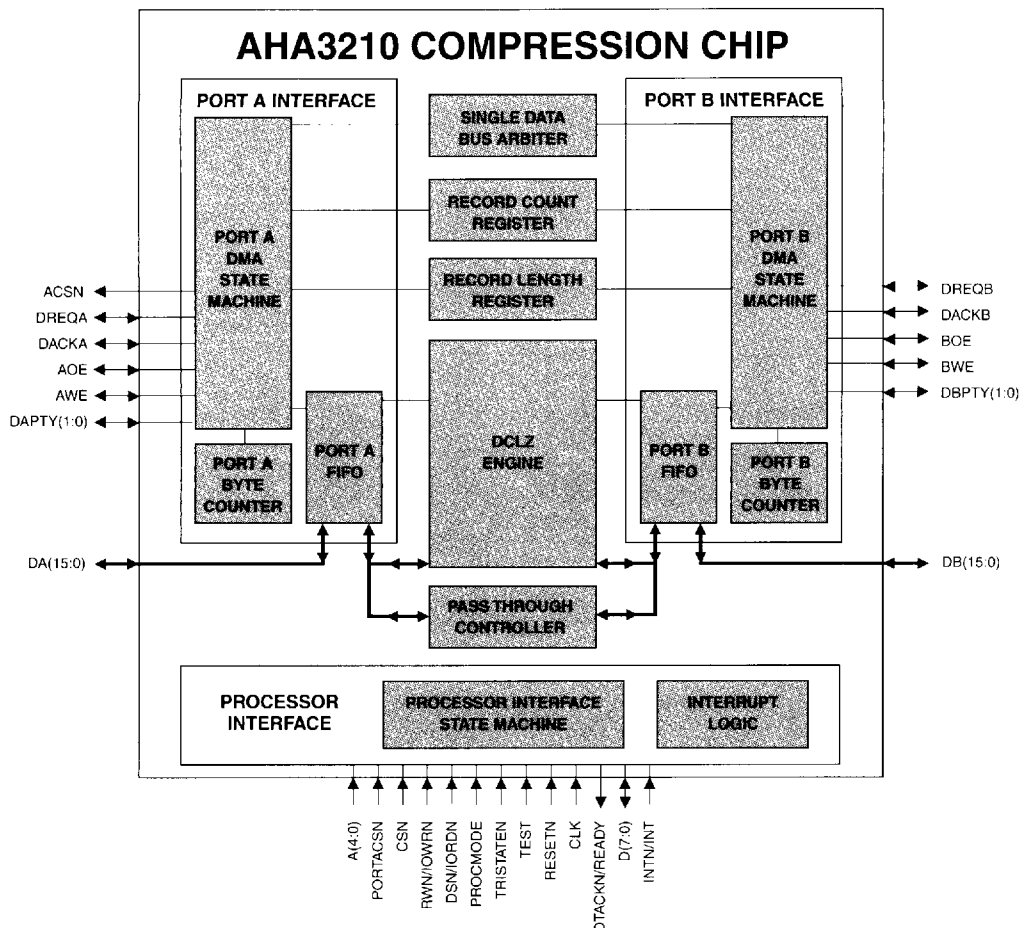 AHA3210 COMPRESSION CHIP
PORT A INTERFACE
PORT A
DMA
STATE
MACHINE
PORT A
BYTE
COUNTER
PORT A
FIFO
SINGLE DATA
BUS ARBITER
RECORD COUNT
REGISTER
RECORD LENGTH
REGISTER
DCLZ
ENGINE
PASS THROUGH
CONTROLLER
PORT B INTERFACE
PORT B
DMA
STATE
MACHINE
PORT B
FIFO
PORT B
BYTE
COUNTER
ACSN
DREQA
DACKA
AOE
AWE
DAPTY(1:0)
DA(15:0)
DREQB
DACKB
BOE
BWE
DBPTY(1:0)
DB(15:0)
PROCESSOR
INTERFACE
PROCESSOR INTERFACE
STATE MACHINE
INTERRUPT
LOGIC
A(4:0)
PORTACSN
CSN
RWN/IOWRN
DSN/IORDN
PROCMODE
TRISTATEN
TEST
RESETN
CLK
DTACKN/READY
D(7:0)
INTN/INT